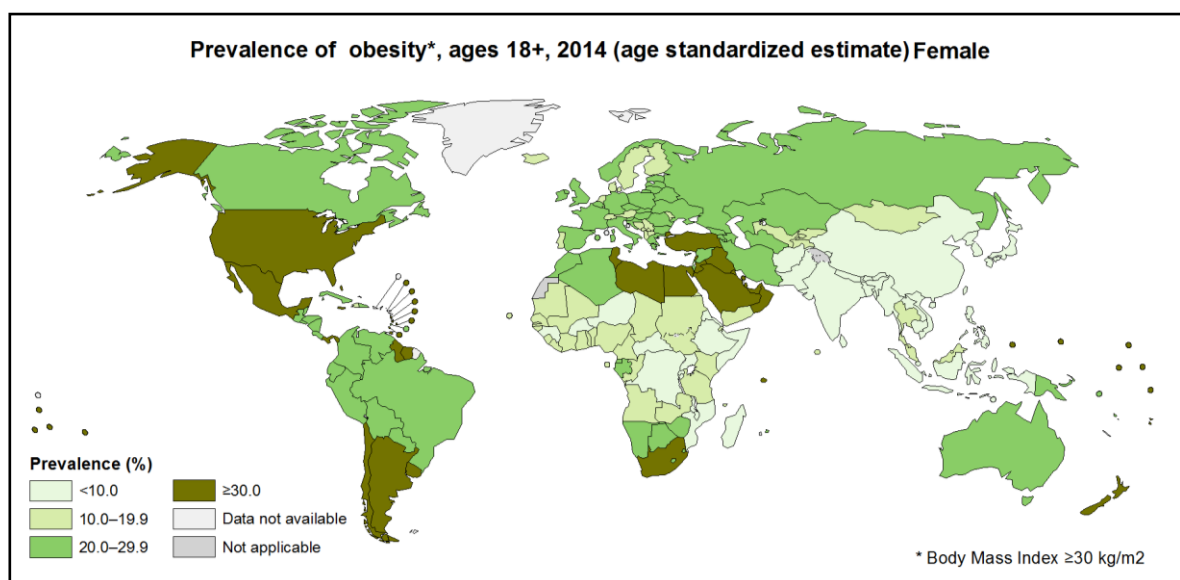 Prevalence of obesity*, ages 18+, 2014 (age standardized estimate) Female
Prevalence (%)
<10.0
10.0–19.9
20.0–29.9
≥30.0
Data not available
Not applicable
* Body Mass Index ≥30 kg/m2